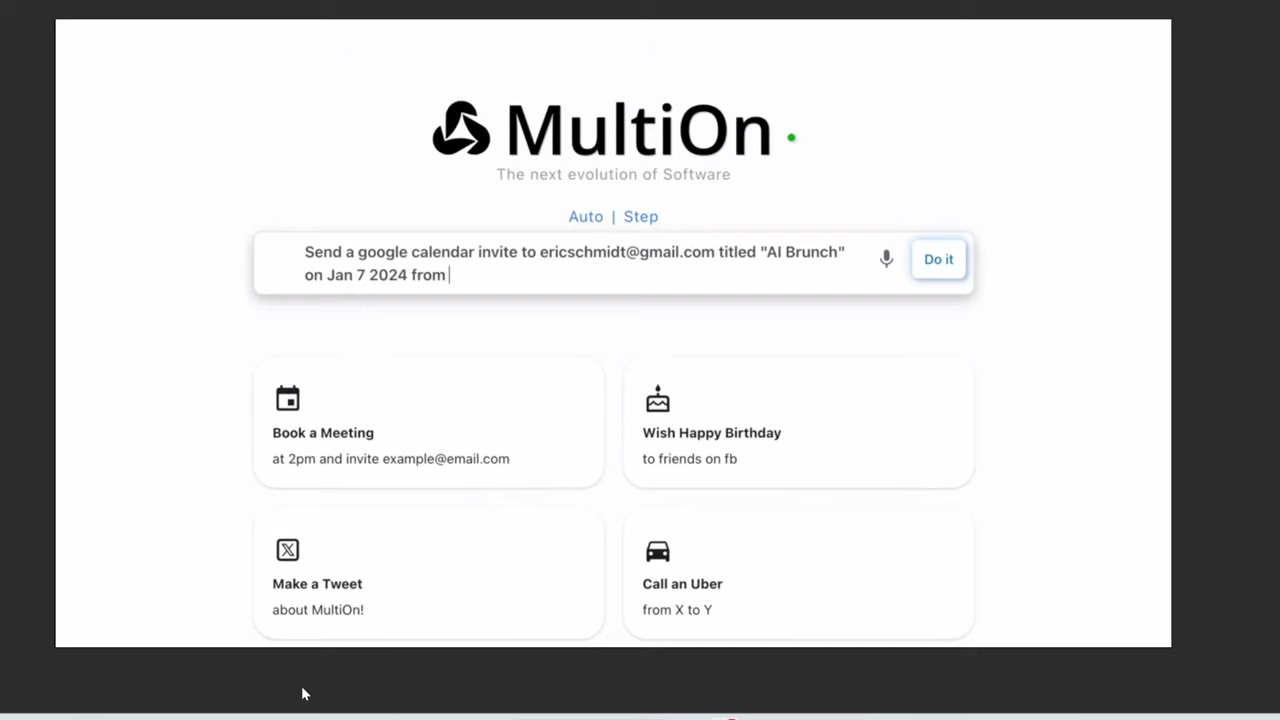 MultiOn
The next evolution of Software
Auto | Step
Send a google calendar invite to ericschmidt@gmail.com titled "AI Brunch"
on Jan 7 2024 from
Do it
Book a Meeting
at 2pm and invite example@email.com
Wish Happy Birthday
to friends on fb
Make a Tweet
about MultiOn!
Call an Uber
from X to Y